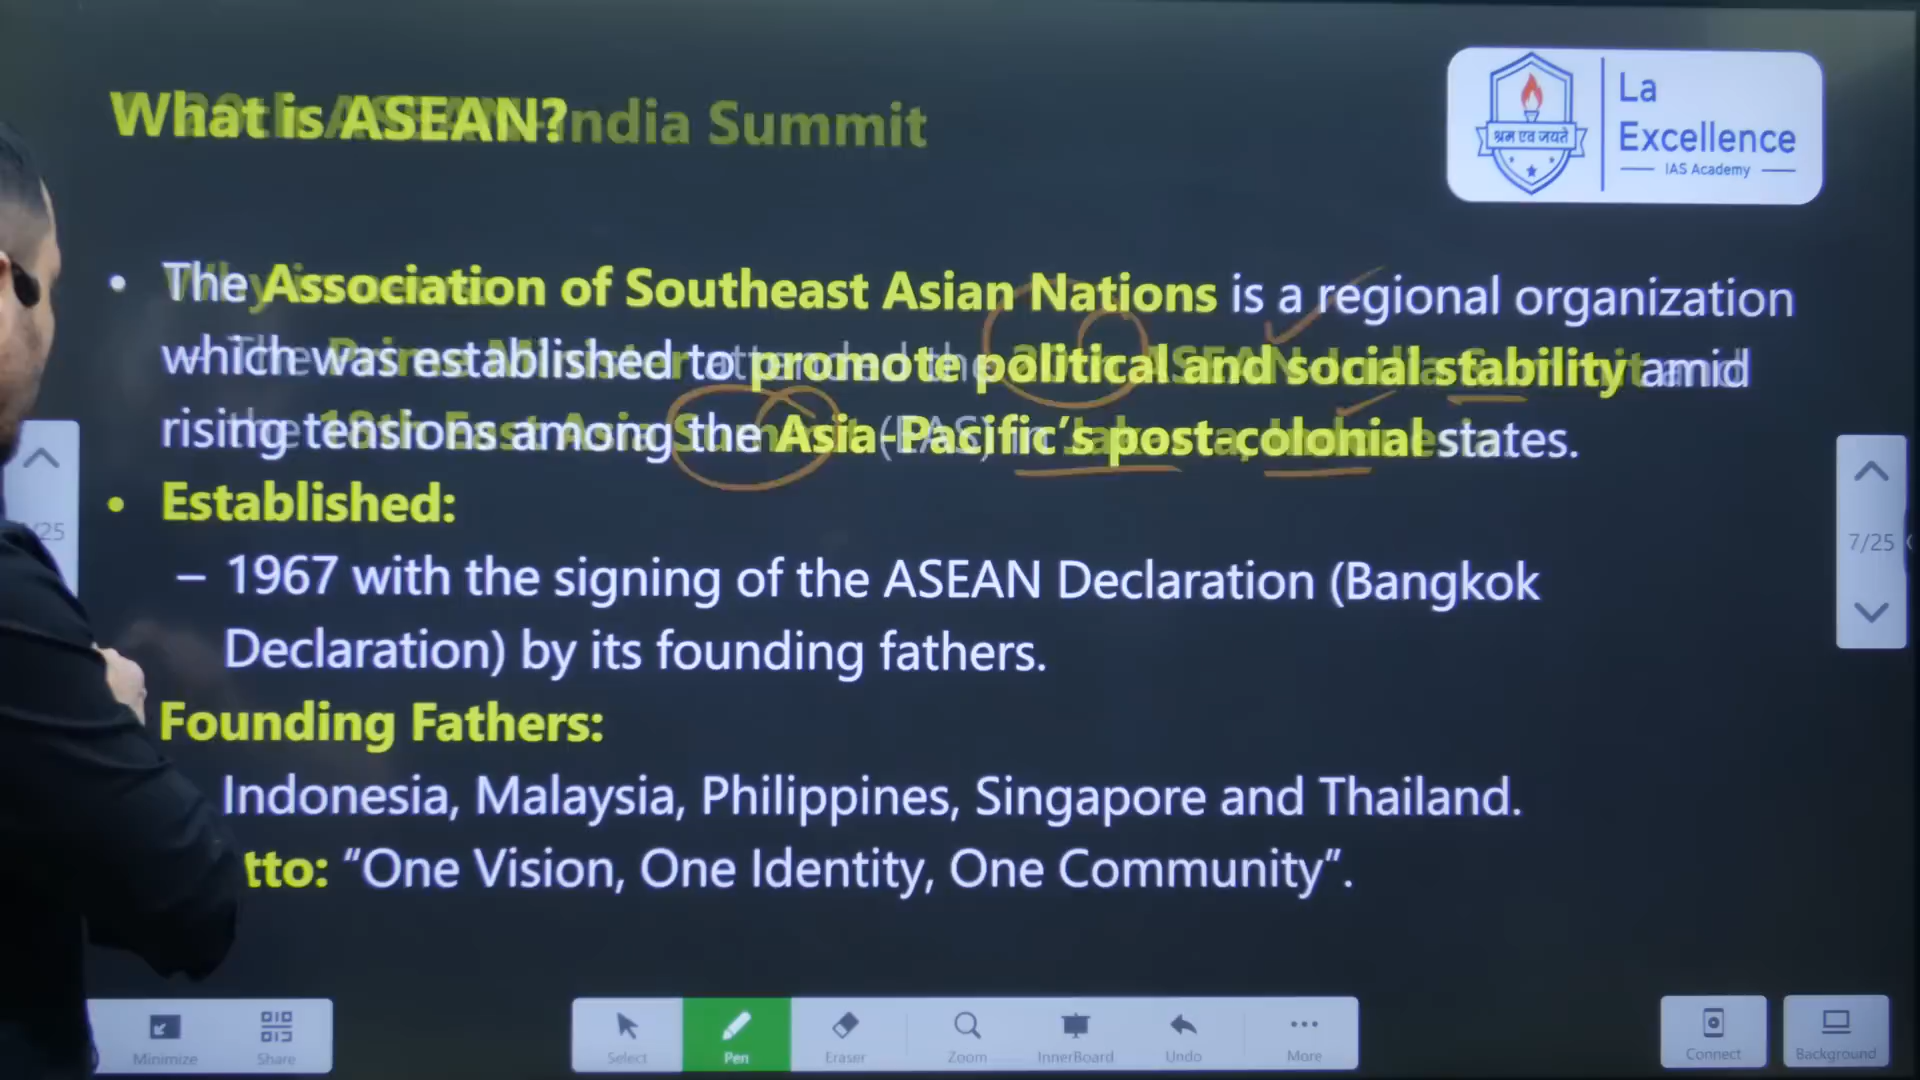 What is ASEAN?
India Summit
La
Excellence
IAS Academy
श्रम एव जयते
• The Association of Southeast Asian Nations is a regional organization
which was established to promote political and social stability amid
rising tensions among the Asia-Pacific's post-colonial states.
• Established:
– 1967 with the signing of the ASEAN Declaration (Bangkok
Declaration) by its founding fathers.
Founding Fathers:
Indonesia, Malaysia, Philippines, Singapore and Thailand.
tto: “One Vision, One Identity, One Community”.
/25
7/25
Minimize
Share
Select
Pen
Eraser
Zoom
InnerBoard
Undo
More
Connect
Background